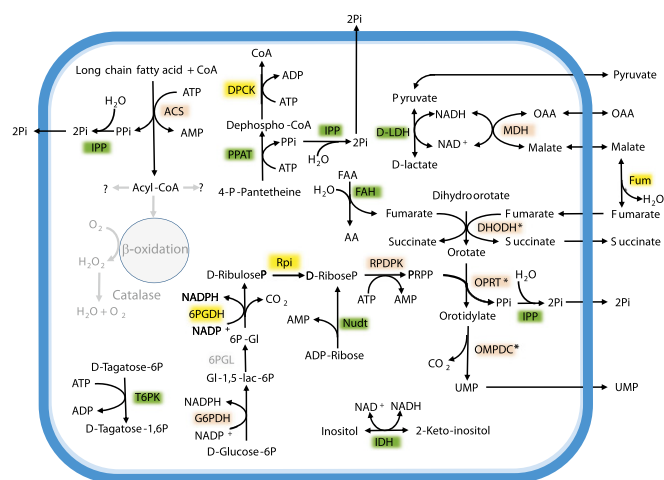 2Pi
CoA
Long chain fatty acid + CoA
ADP
DPCK
ATP
ATP
H₂O
ACS
AMP
2Pi
2Pi
PPi
IPP
Dephospho-CoA
PPi
IPP
2Pi
H₂O
PPAT
ATP
4-P-Pantetheine
Pyruvate
Pyruvate
NADH
OAA
OAA
D-LDH
MDH
NAD⁺
Malate
Malate
D-lactate
Fum
H₂O
?
Acyl-CoA
?
FAA
H₂O
FAH
AA
Dihydroorotate
Fumarate
Fumarate
Fumarate
DHODH*
Succinate
Succinate
Succinate
Orotate
O₂
β-oxidation
H₂O₂
Catalase
H₂O + O₂
D-RibuloseP
Rpi
D-RiboseP
RPDPK
PRPP
ATP
AMP
OPRT*
H₂O
PPi
2Pi
2Pi
IPP
Orotidylate
NADPH
CO₂
6PGDH
NADP⁺
6P-Gl
AMP
Nudt
ADP-Ribose
OMPDC*
CO₂
UMP
UMP
6PGL
Gl-1,5-lac-6P
NADPH
G6PDH
NADP⁺
D-Glucose-6P
D-Tagatose-6P
ATP
T6PK
ADP
D-Tagatose-1,6P
NAD⁺
NADH
Inositol
2-Keto-inositol
IDH